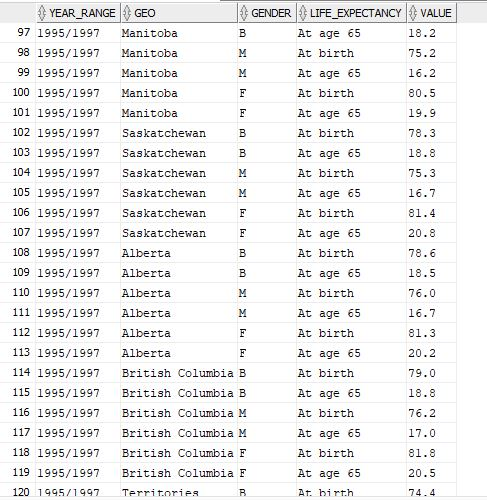 YEAR_RANGE GEO GENDER LIFE_EXPECTANCY VALUE
97 1995/1997 Manitoba B At age 65 18.2
98 1995/1997 Manitoba M At birth 75.2
99 1995/1997 Manitoba M At age 65 16.2
100 1995/1997 Manitoba F At birth 80.5
101 1995/1997 Manitoba F At age 65 19.9
102 1995/1997 Saskatchewan B At birth 78.3
103 1995/1997 Saskatchewan B At age 65 18.8
104 1995/1997 Saskatchewan M At birth 75.3
105 1995/1997 Saskatchewan M At age 65 16.7
106 1995/1997 Saskatchewan F At birth 81.4
107 1995/1997 Saskatchewan F At age 65 20.8
108 1995/1997 Alberta B At birth 78.6
109 1995/1997 Alberta B At age 65 18.5
110 1995/1997 Alberta M At birth 76.0
111 1995/1997 Alberta M At age 65 16.7
112 1995/1997 Alberta F At birth 81.3
113 1995/1997 Alberta F At age 65 20.2
114 1995/1997 British Columbia B At birth 79.0
115 1995/1997 British Columbia B At age 65 18.8
116 1995/1997 British Columbia M At birth 76.2
117 1995/1997 British Columbia M At age 65 17.0
118 1995/1997 British Columbia F At birth 81.8
119 1995/1997 British Columbia F At age 65 20.5
120 1995/1997 Territories B At birth 74.4